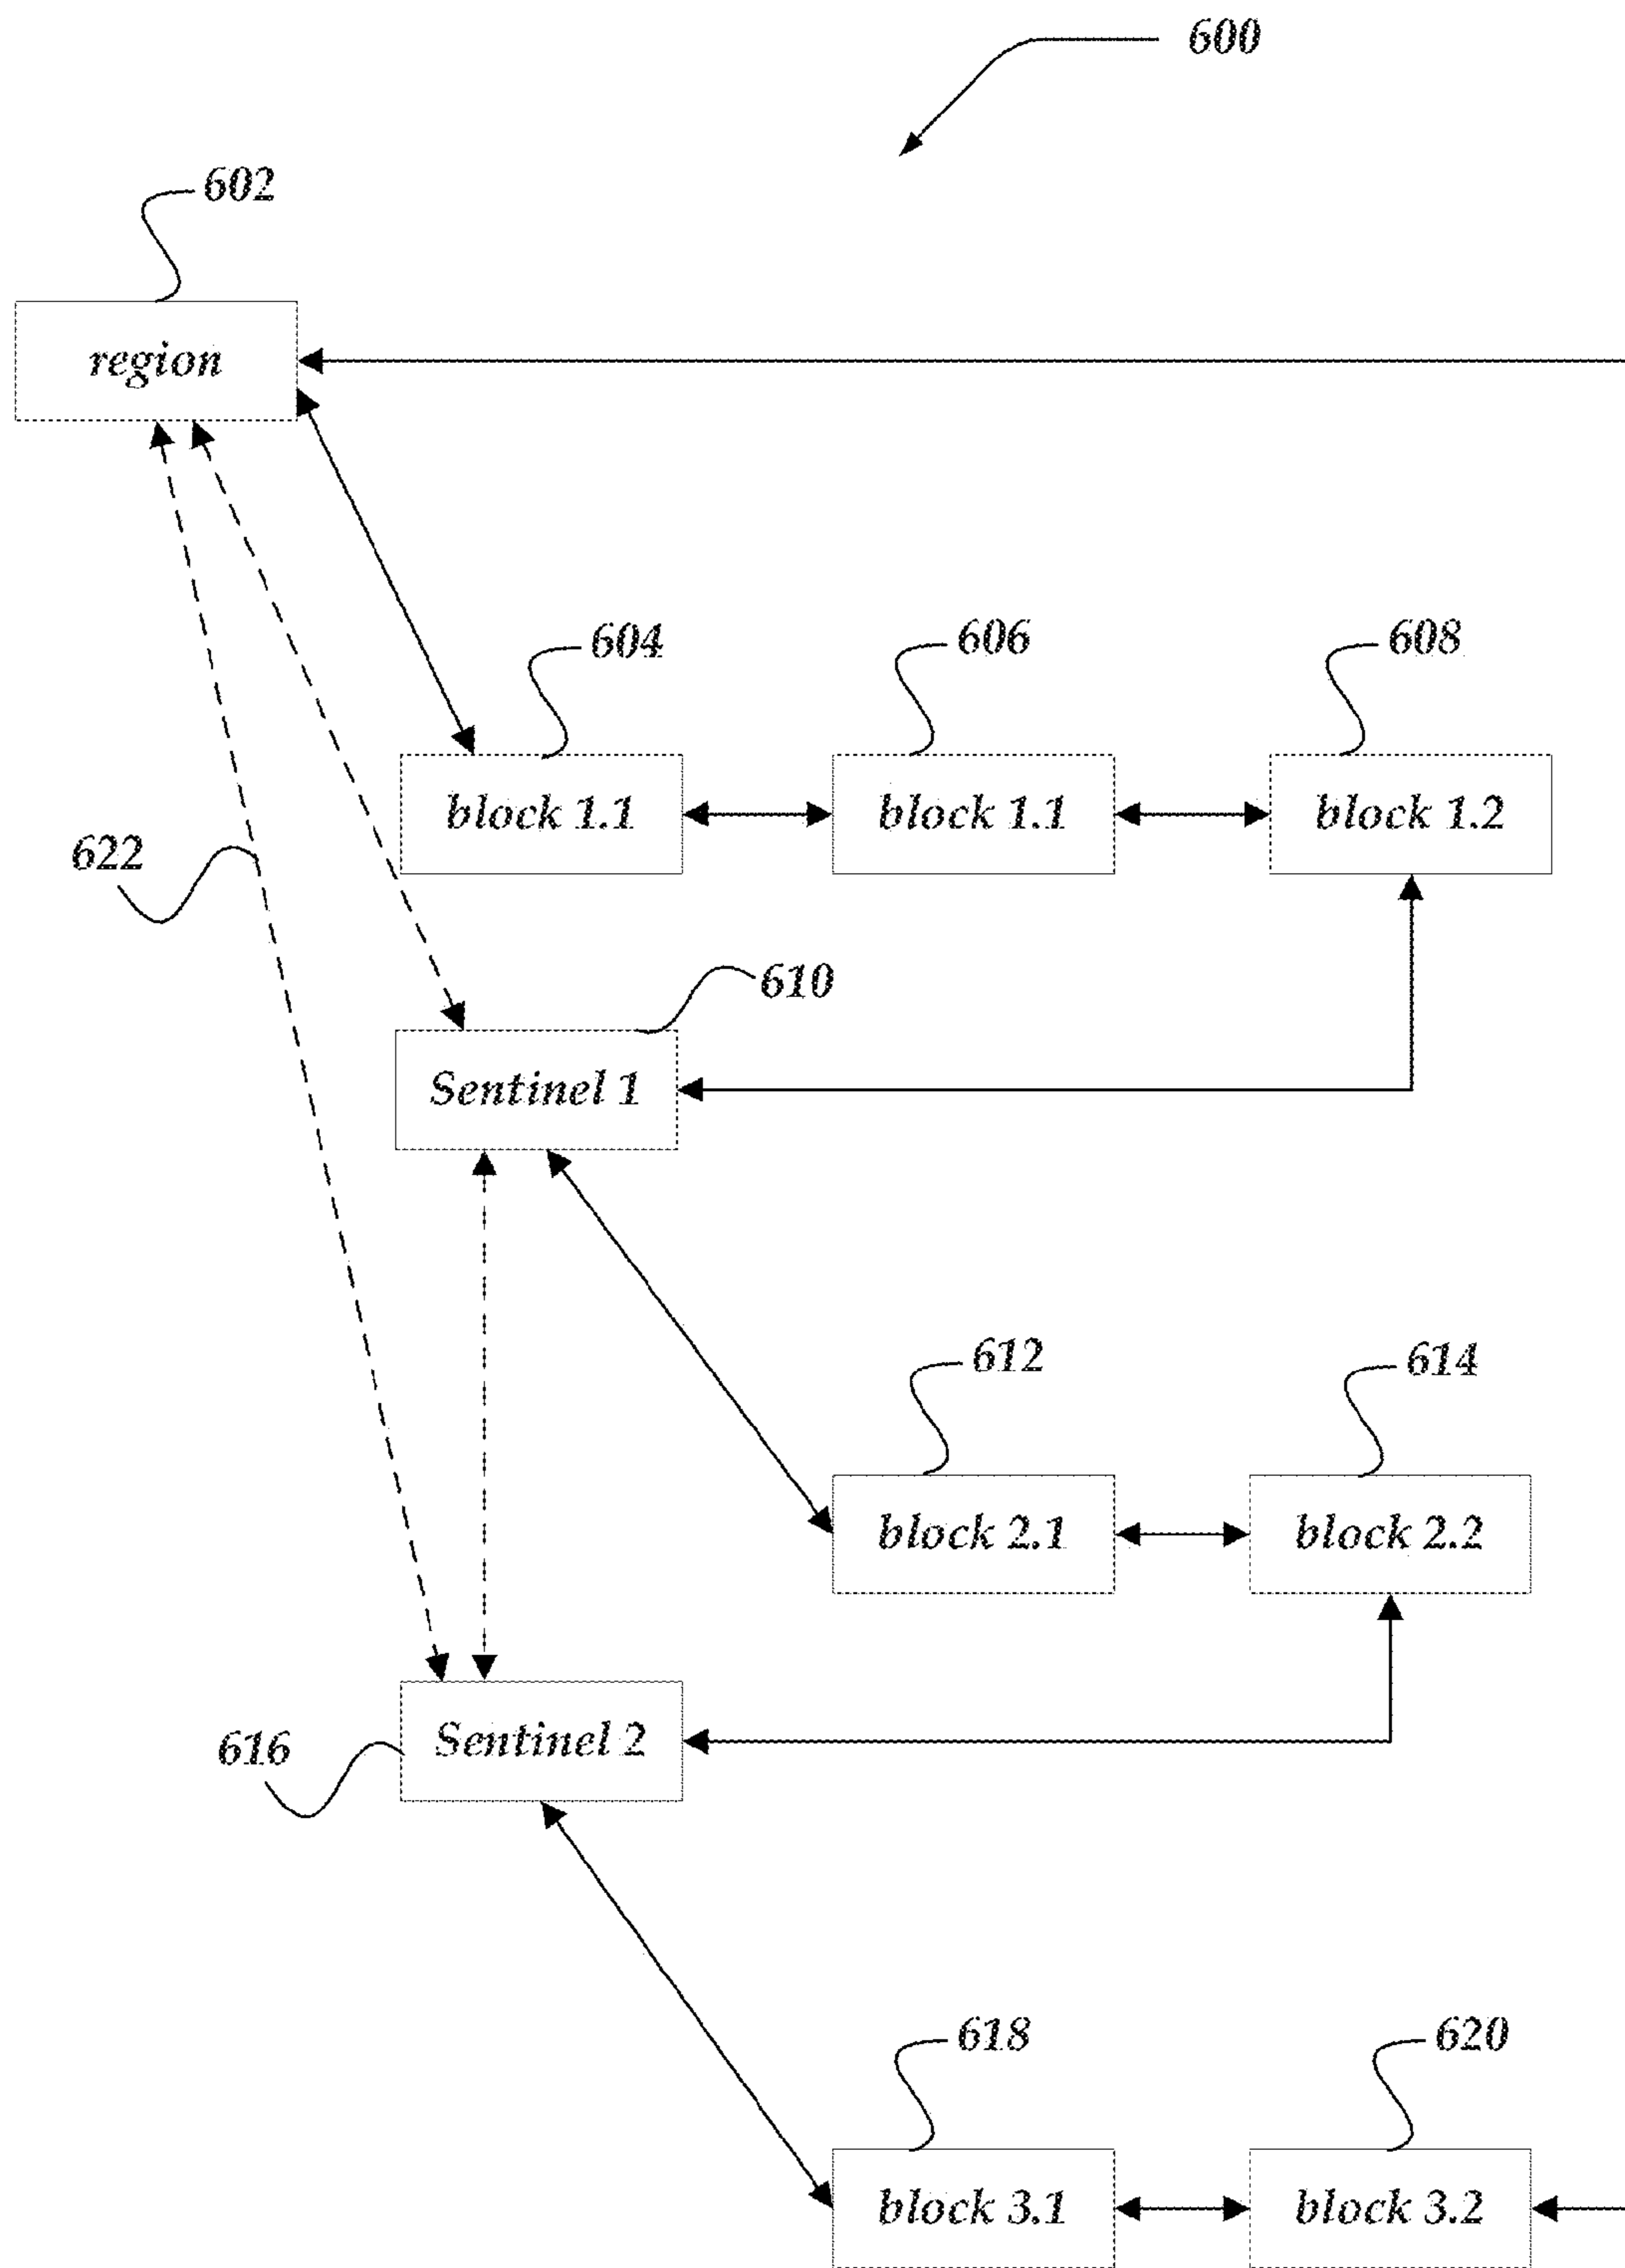 600
602
region
604
606
608
block 1.1
block 1.1
block 1.2
622
610
Sentinel 1
612
614
block 2.1
block 2.2
616
Sentinel 2
618
620
block 3.1
block 3.2